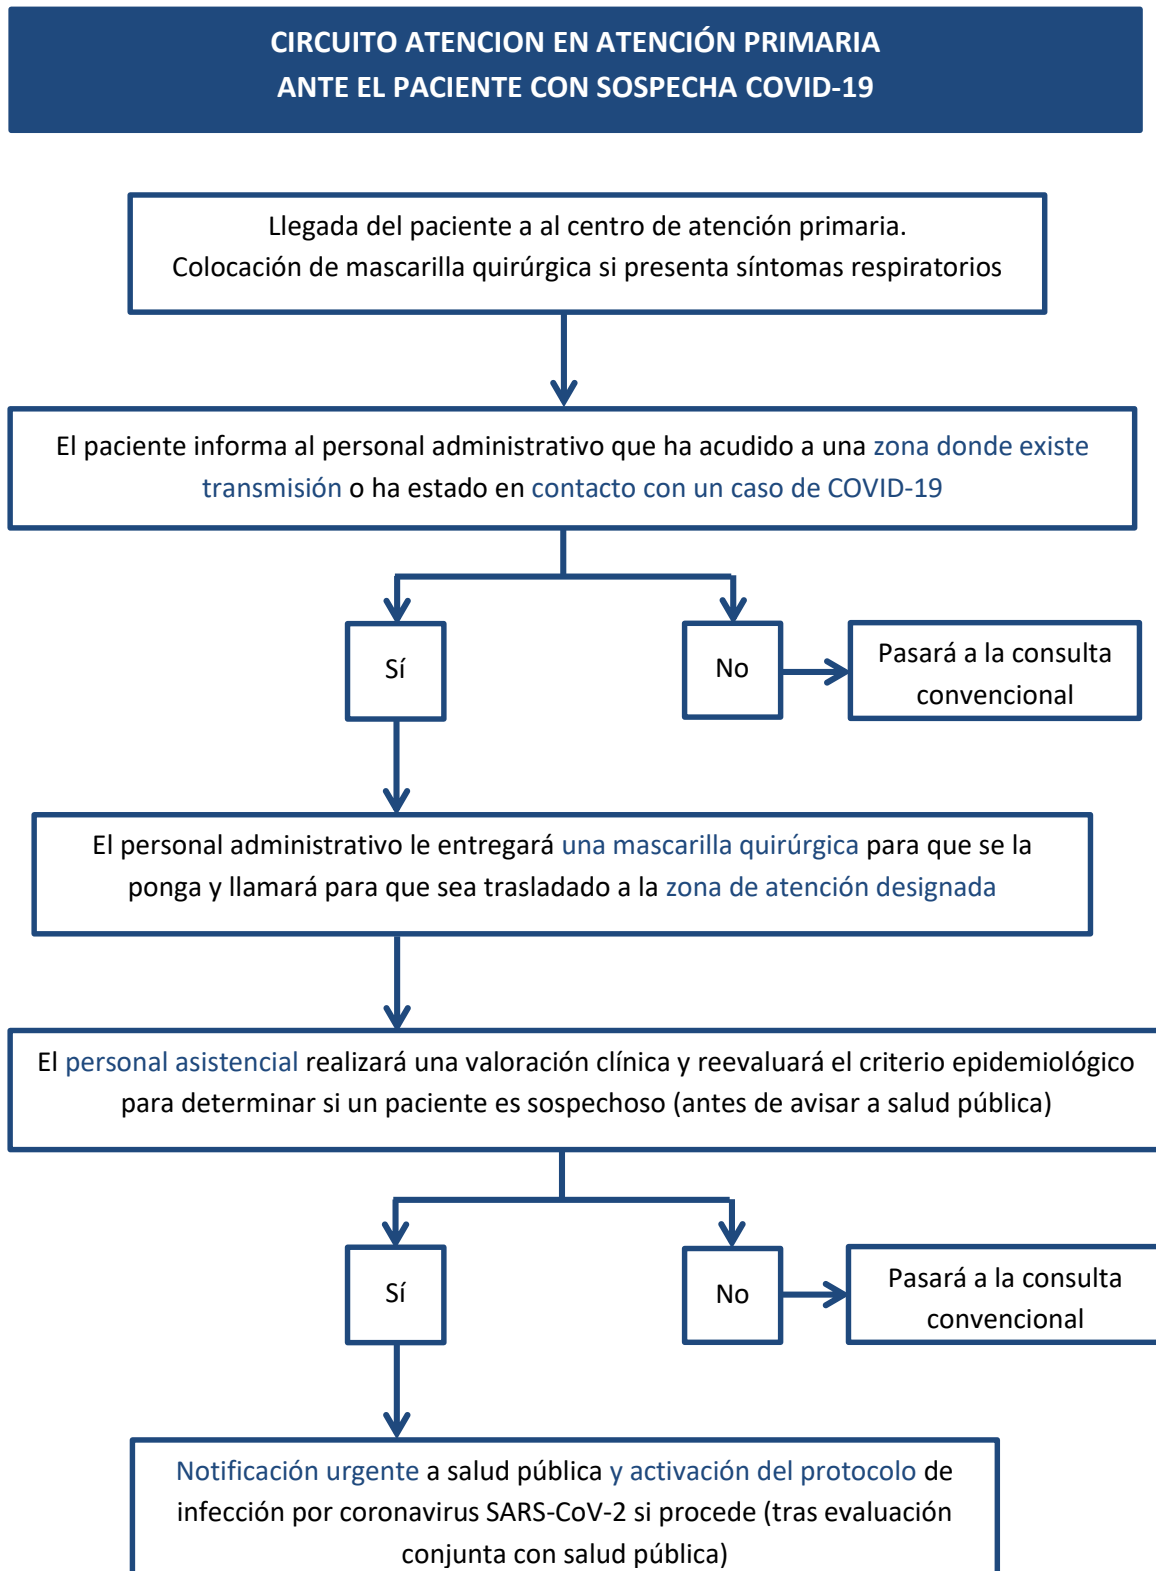 CIRCUITO ATENCION EN ATENCIÓN PRIMARIA
ANTE EL PACIENTE CON SOSPECHA COVID-19
Llegada del paciente a al centro de atención primaria.
Colocación de mascarilla quirúrgica si presenta síntomas respiratorios
El paciente informa al personal administrativo que ha acudido a una zona donde existe
transmisión o ha estado en contacto con un caso de COVID-19
Sí
No
Pasará a la consulta
convencional
El personal administrativo le entregará una mascarilla quirúrgica para que se la
ponga y llamará para que sea trasladado a la zona de atención designada
El personal asistencial realizará una valoración clínica y reevaluará el criterio epidemiológico
para determinar si un paciente es sospechoso (antes de avisar a salud pública)
Sí
No
Pasará a la consulta
convencional
Notificación urgente a salud pública y activación del protocolo de
infección por coronavirus SARS-CoV-2 si procede (tras evaluación
conjunta con salud pública)